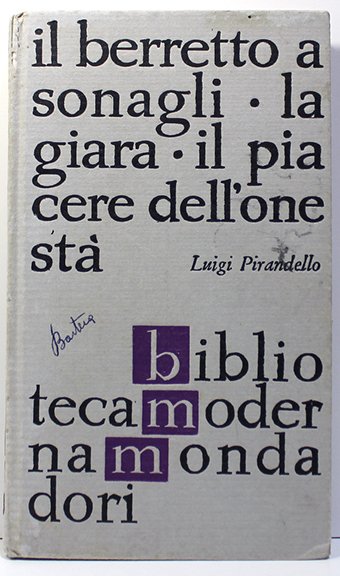 il berretto a
sonagli · la
giara · il pia
cere dell'one
stà
Luigi Pirandello
biblio
tecamoder
namonda
dori